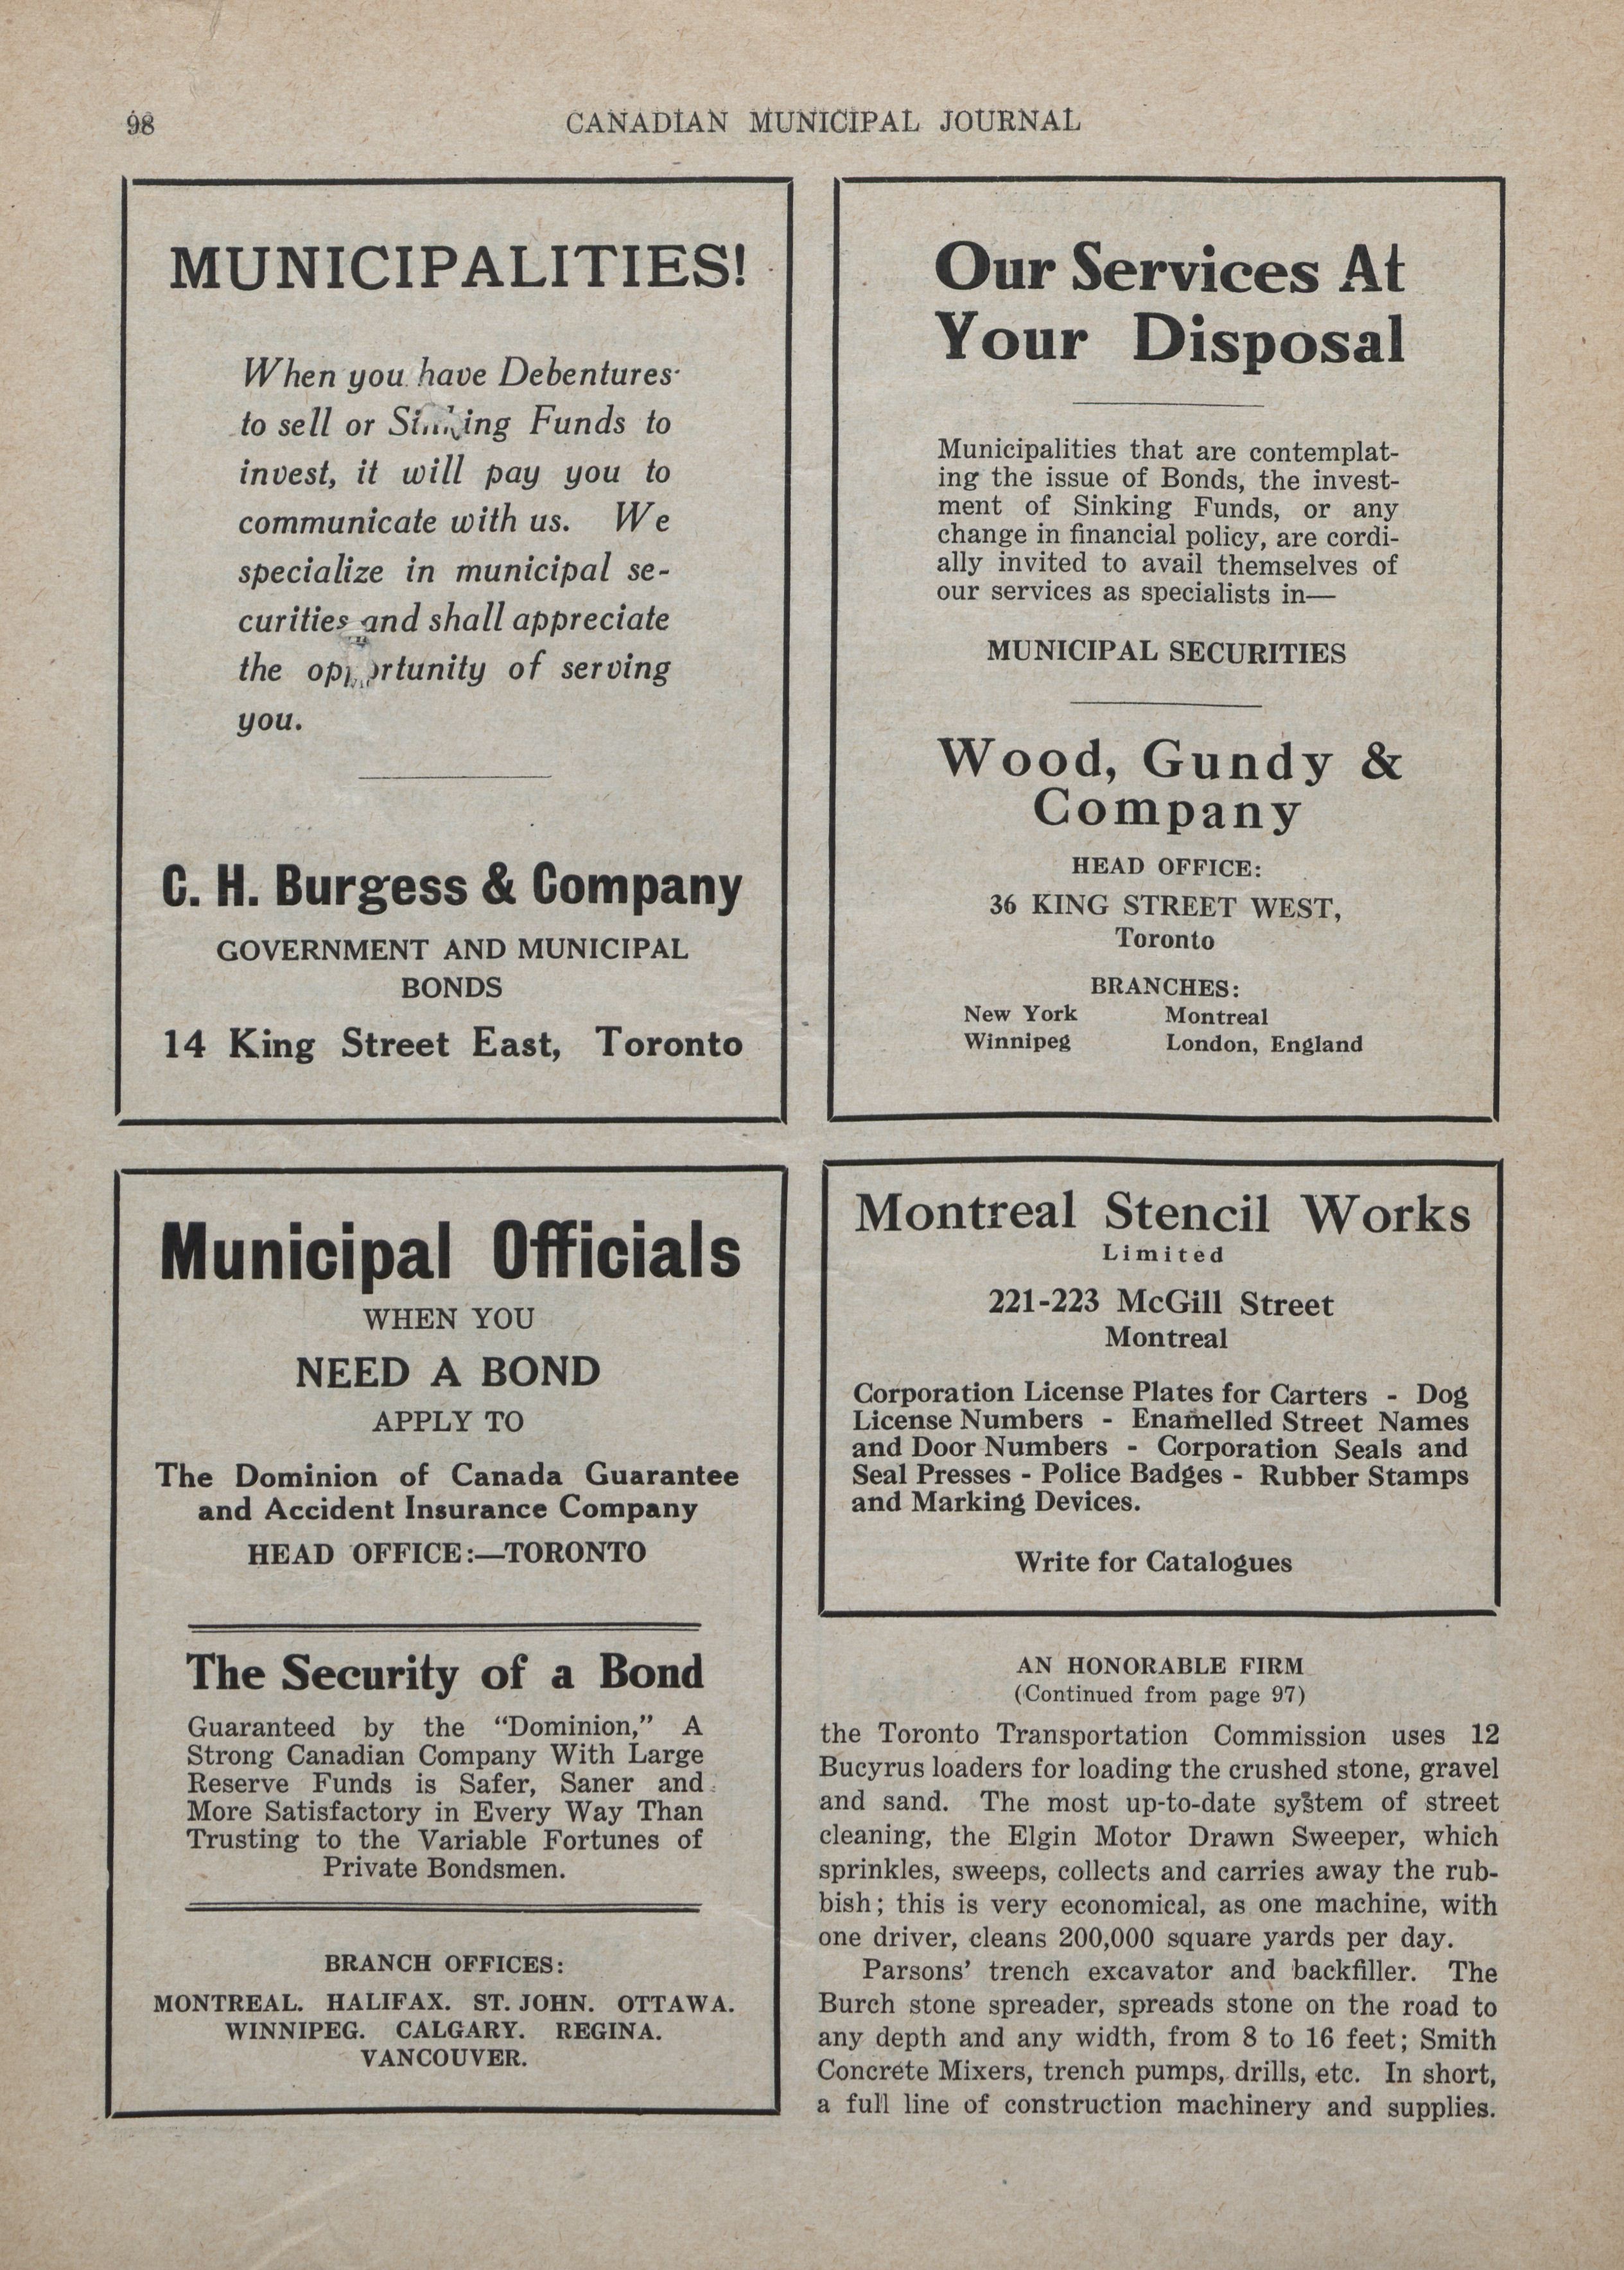 98
CANADIAN MUNICIPAL JOURNAL
MUNICIPALITIES!
When you have Debentures
to sell or Sinking Funds to
invest, it will pay you to
communicate with us. We
specialize in municipal se-
curities and shall appreciate
the opportunity of serving
you.
C. H. Burgess & Company
GOVERNMENT AND MUNICIPAL
BONDS
14 King Street East, Toronto
Our Services At
Your Disposal
Municipalities that are contemplat-
ing the issue of Bonds, the invest-
ment of Sinking Funds, or any
change in financial policy, are cordi-
ally invited to avail themselves of
our services as specialists in—
MUNICIPAL SECURITIES
Wood, Gundy &
Company
HEAD OFFICE:
36 KING STREET WEST,
Toronto
BRANCHES:
New York Montreal
Winnipeg London, England
Municipal Officials
WHEN YOU
NEED A BOND
APPLY TO
The Dominion of Canada Guarantee
and Accident Insurance Company
HEAD OFFICE:—TORONTO
The Security of a Bond
Guaranteed by the "Dominion," A
Strong Canadian Company With Large
Reserve Funds is Safer, Saner and
More Satisfactory in Every Way Than
Trusting to the Variable Fortunes of
Private Bondsmen.
BRANCH OFFICES:
MONTREAL. HALIFAX. ST. JOHN. OTTAWA.
WINNIPEG. CALGARY. REGINA.
VANCOUVER.
Montreal Stencil Works
Limited
221-223 McGill Street
Montreal
Corporation License Plates for Carters - Dog
License Numbers - Enamelled Street Names
and Door Numbers - Corporation Seals and
Seal Presses - Police Badges - Rubber Stamps
and Marking Devices.
Write for Catalogues
AN HONORABLE FIRM
(Continued from page 97)
the Toronto Transportation Commission uses 12
Bucyrus loaders for loading the crushed stone, gravel
and sand. The most up-to-date system of street
cleaning, the Elgin Motor Drawn Sweeper, which
sprinkles, sweeps, collects and carries away the rub-
bish; this is very economical, as one machine, with
one driver, cleans 200,000 square yards per day.
Parsons' trench excavator and backfiller. The
Burch stone spreader, spreads stone on the road to
any depth and any width, from 8 to 16 feet; Smith
Concrete Mixers, trench pumps, drills, etc. In short,
a full line of construction machinery and supplies.